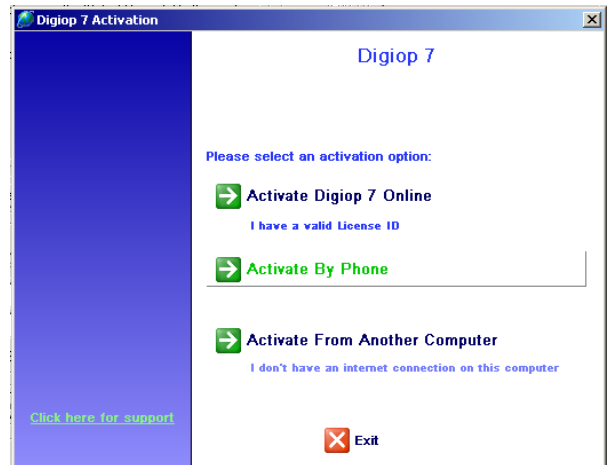 Digiop 7 Activation
Digiop 7
Please select an activation option:
Activate Digiop 7 Online
I have a valid License ID
Activate By Phone
Activate From Another Computer
I don't have an internet connection on this computer
Click here for support
Exit